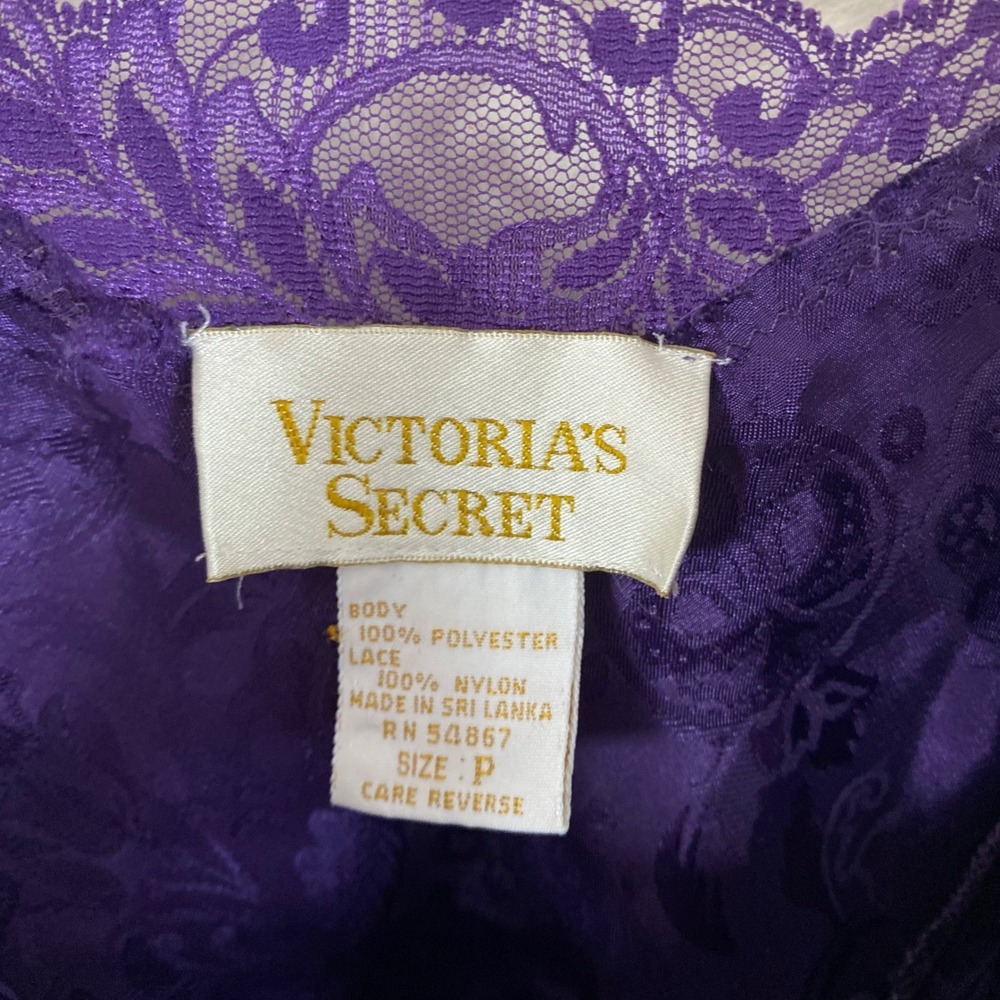 VICTORIA'S
SECRET
BODY
100% POLYESTER
LACE
100% NYLON
MADE IN SRI LANKA
RN 54867
SIZE : P
CARE REVERSE